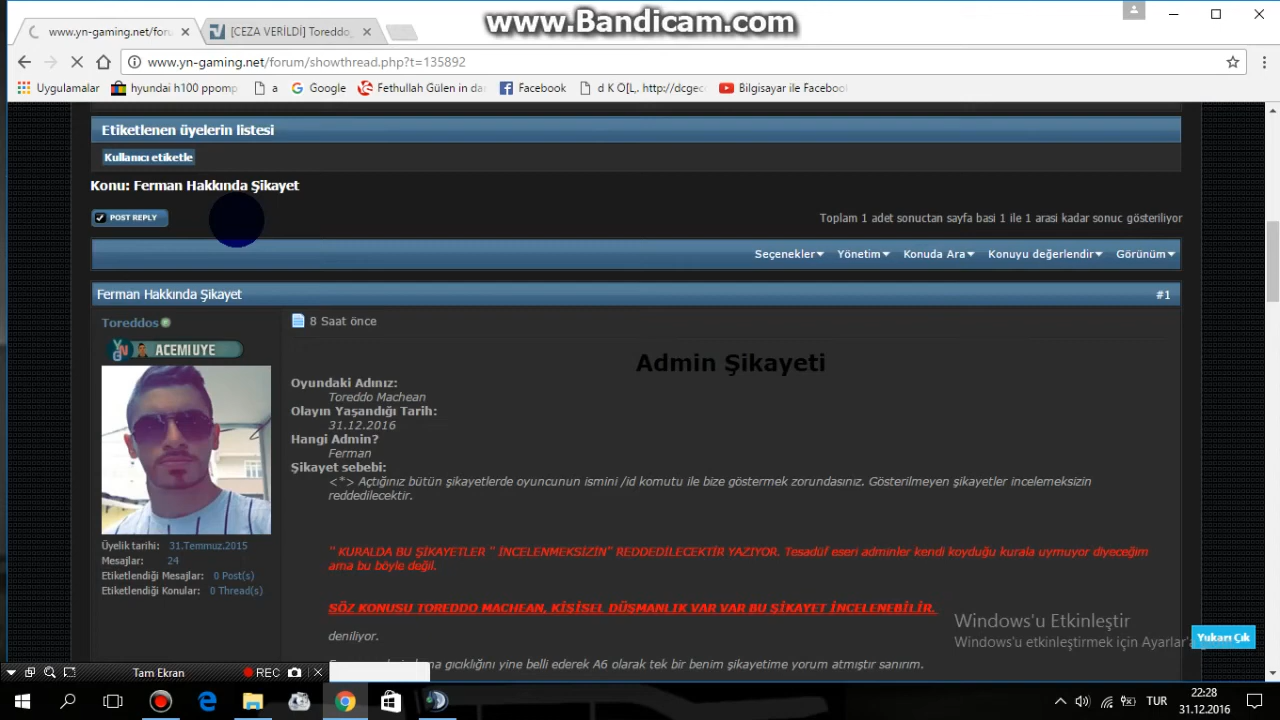 www.Bandicam.com
www.yn-gaming.net/foru
[CEZA VERİLDİ] Toreddo_
www.yn-gaming.net/forum/showthread.php?t=135892
Uygulamalar
hyundai h100 ppomp
a
Google
Fethullah Gülen in da
Facebook
d K O[L, http://dcgec
Bilgisayar ile Facebool
Etiketlenen üyelerin listesi
Kullanıcı etiketle
Konu: Ferman Hakkında Şikayet
POST REPLY
Toplam 1 adet sonuctan sayfa basi 1 ile 1 arasi kadar sonuc gösteriliyor
Seçenekler
Yönetim
Konuda Ara
Konuyu değerlendir
Görünüm
Ferman Hakkında Şikayet
#1
Toreddos
8 Saat önce
YNG
ACEMI UYE
Admin Şikayeti
Oyundaki Adınız:
Toreddo Machean
Olayın Yaşandığı Tarih:
31.12.2016
Hangi Admin?
Ferman
Şikayet sebebi:
<*> Açtığınız bütün şikayetlerde oyuncunun ismini /id komutu ile bize göstermek zorundasınız. Gösterilmeyen şikayetler incelemeksizin
reddedilecektir.
" KURALDA BU ŞİKAYETLER " İNCELENMEKSİZİN" REDDEDİLECEKTİR YAZIYOR. Tesadüf eseri adminler kendi koyduğu kurala uymuyor diyeceğim
ama bu böyle değil.
SÖZ KONUSU TOREDDO MACHEAN, KİŞİSEL DÜŞMANLIK VAR VAR BU ŞİKAYET İNCELENEBİLİR.
deniliyor.
gıcıklığını yine belli ederek A6 olarak tek bir benim şikayetime yorum atmıştır sanırım.
Üyelik tarihi: 31.Temmuz.2015
Mesajlar: 24
Etiketlendiği Mesajlar: 0 Post(s)
Etiketlendiği Konular: 0 Thread(s)
Windows'u Etkinleştir
Windows'u etkinleştirmek için Ayarlar'a
Yukarı Çık
Tam Ekran
REC
TUR
22:28
31.12.2016